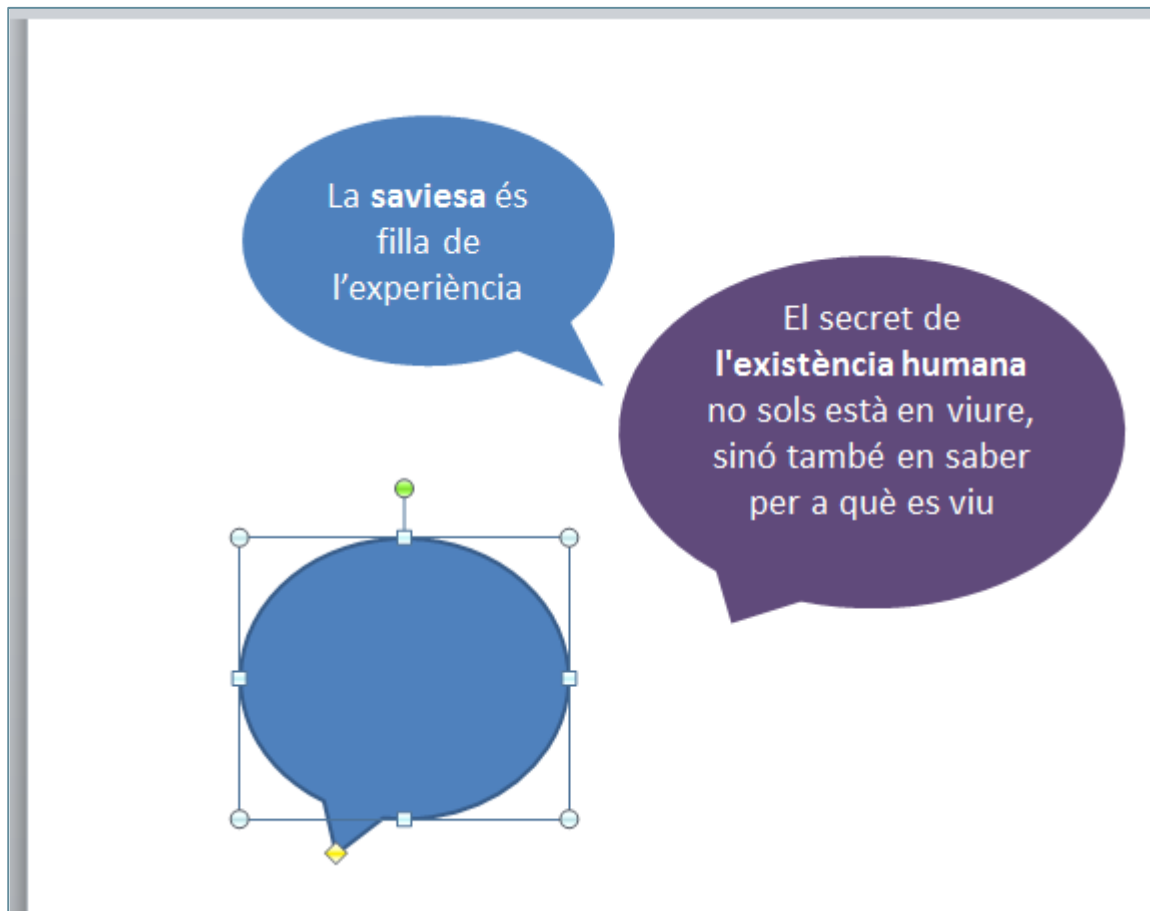 La saviesa és
filla de
l’experiència
El secret de
l'existència humana
no sols està en viure,
sinó també en saber
per a què es viu